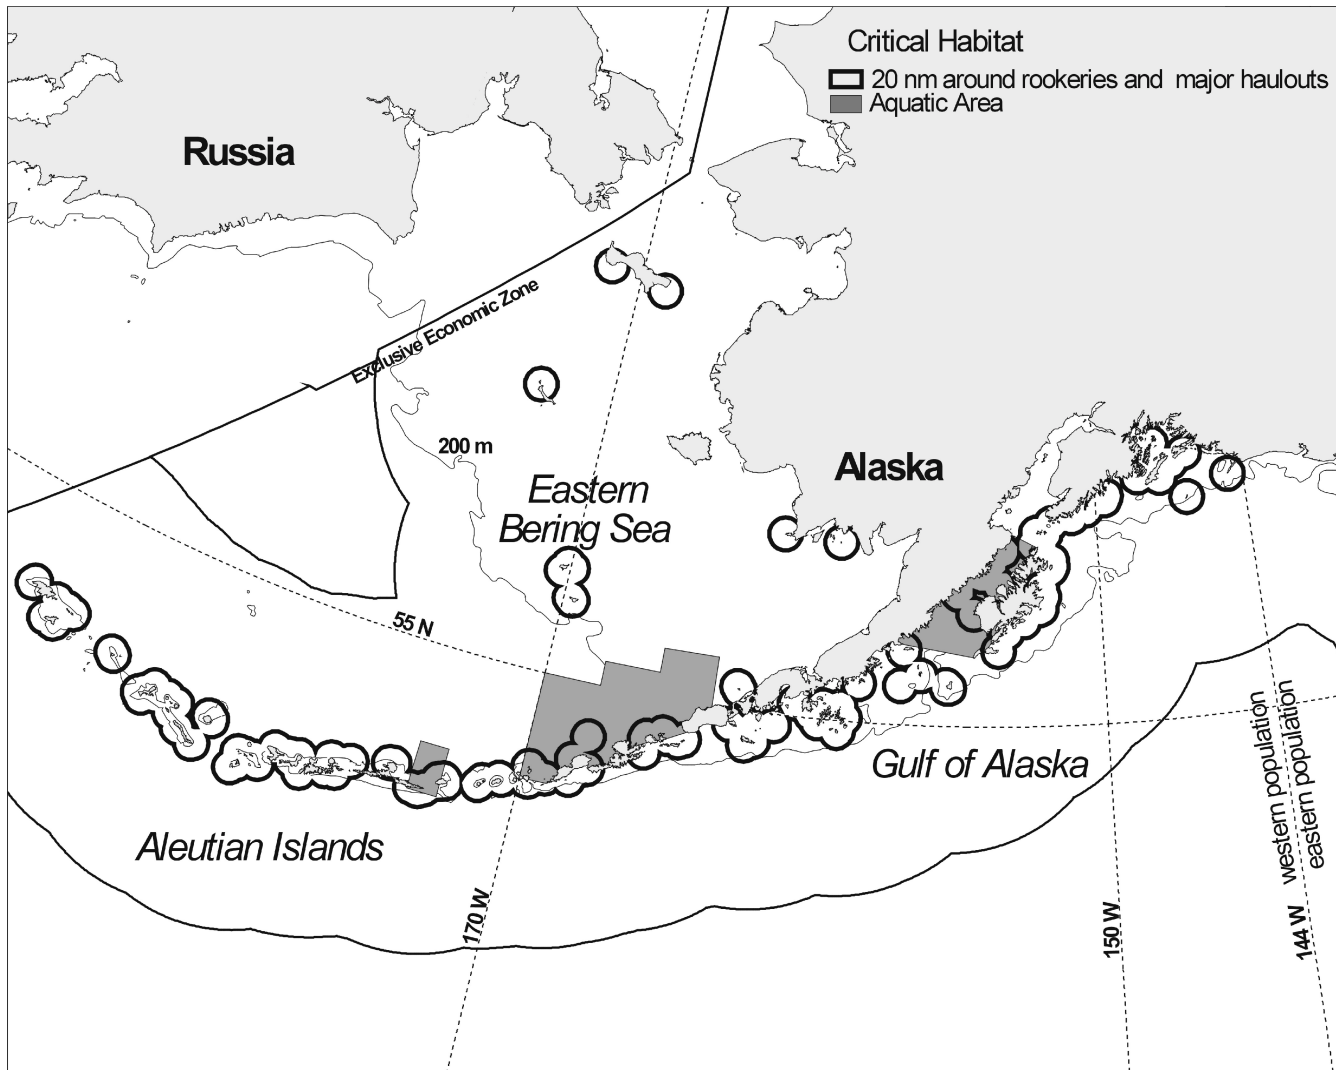 Critical Habitat
20 nm around rookeries and major haulouts
Aquatic Area
Russia
Exclusive Economic Zone
200 m
Alaska
Eastern
Bering Sea
55 N
Gulf of Alaska
Aleutian Islands
western population
eastern population
170 W
150 W
144 W